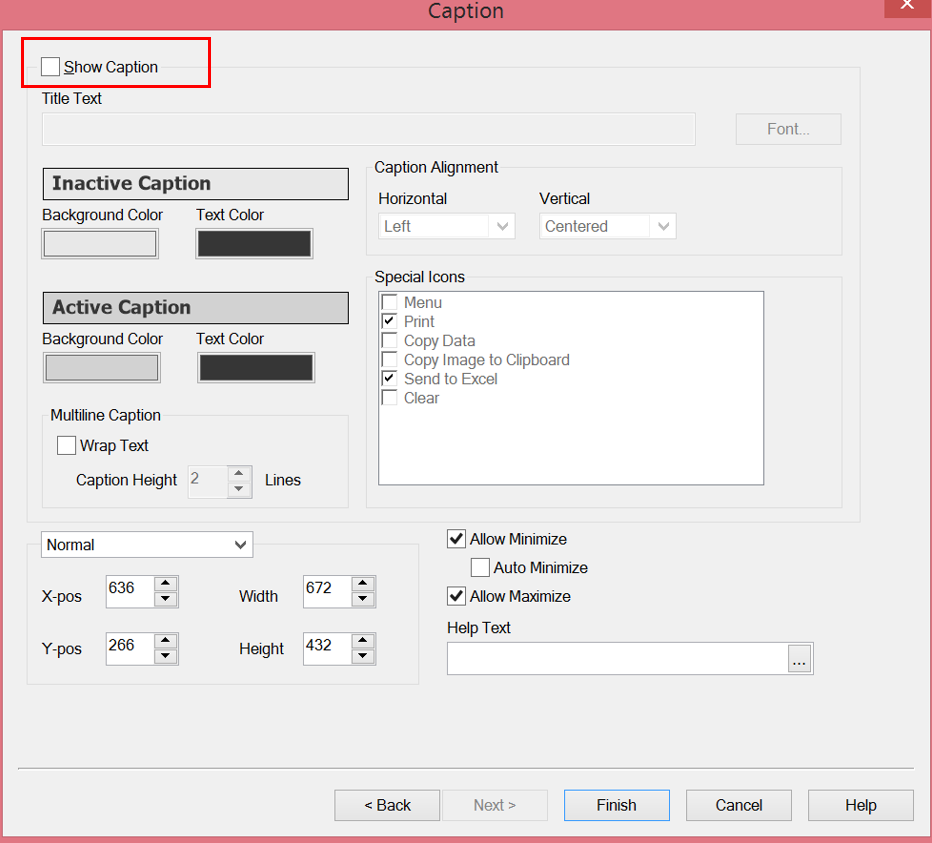 Caption
Show Caption
Title Text
Font...
Inactive Caption
Background Color
Text Color
Caption Alignment
Horizontal
Vertical
Left
Centered
Active Caption
Background Color
Text Color
Special Icons
Menu
Print
Copy Data
Copy Image to Clipboard
Send to Excel
Clear
Multiline Caption
Wrap Text
Caption Height 2 Lines
Normal
X-pos 636 Width 672
Y-pos 266 Height 432
Allow Minimize
Auto Minimize
Allow Maximize
Help Text
...
< Back
Next >
Finish
Cancel
Help